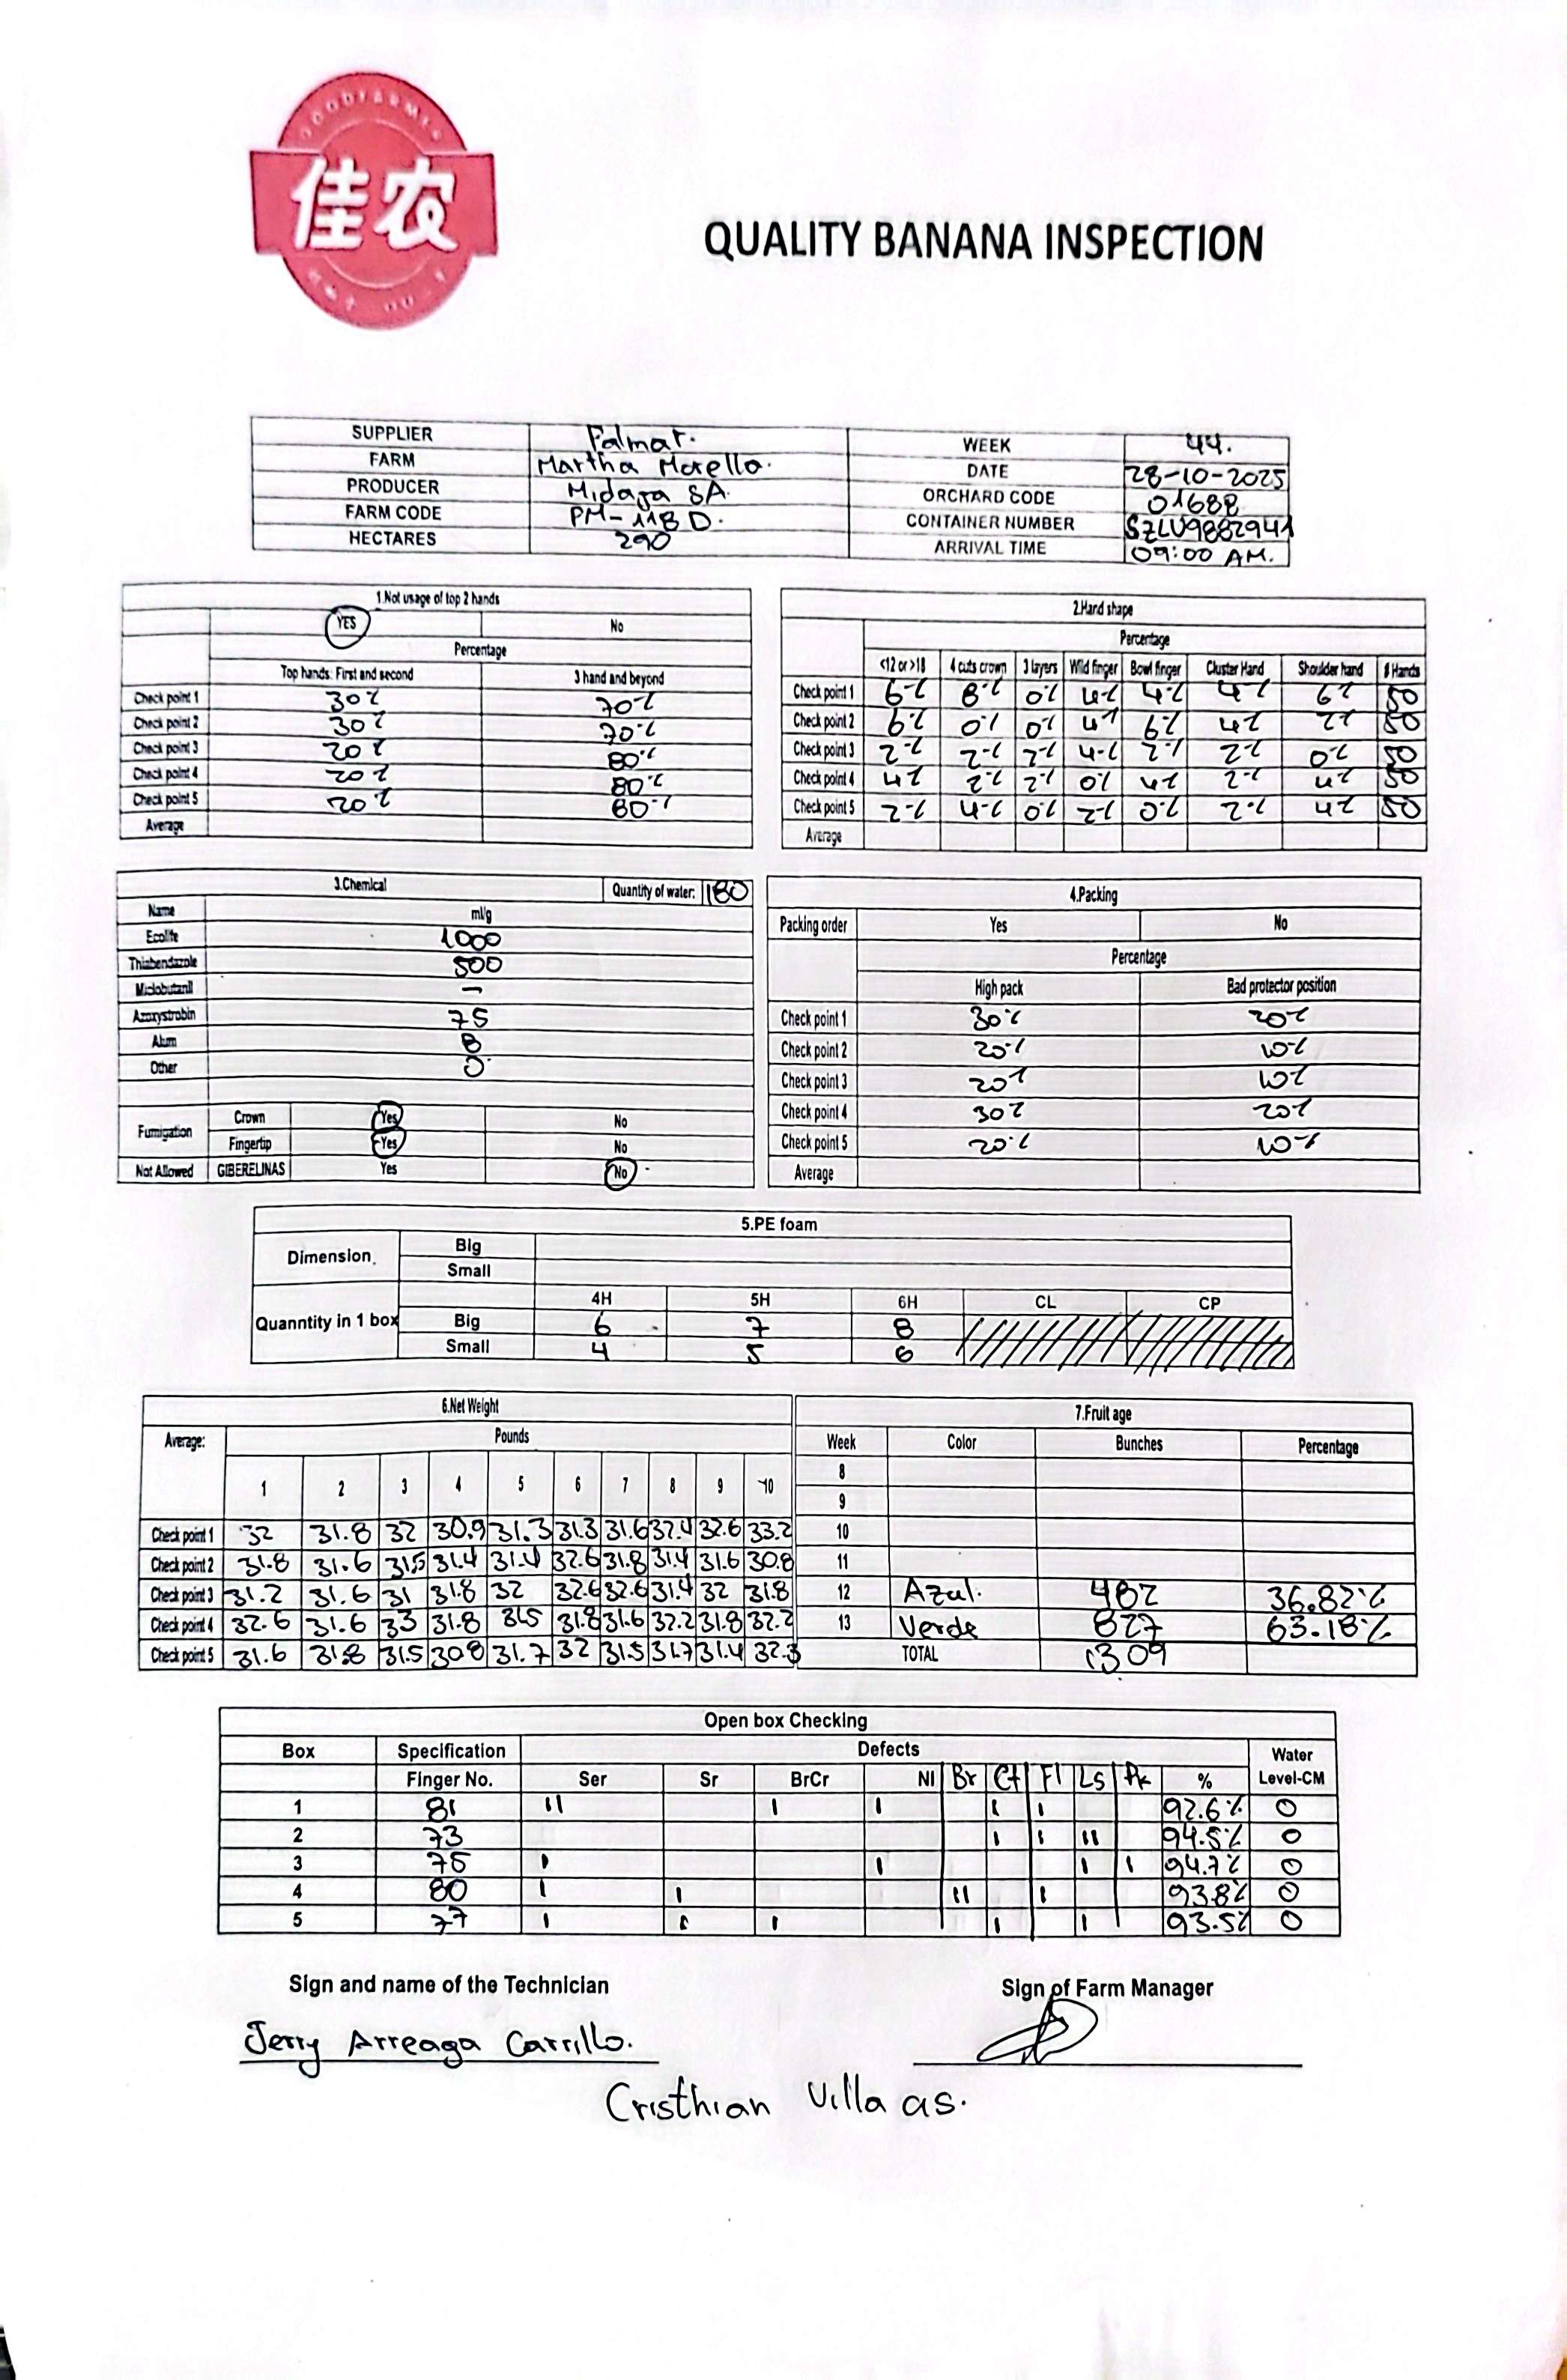 GOODFARMER
佳农
QUALITY BANANA INSPECTION
SUPPLIER Palmar. WEEK 44.
FARM Martha Morella. DATE 28-10-2025
PRODUCER Midaja SA. ORCHARD CODE 01688
FARM CODE PM-118 D. CONTAINER NUMBER SZLU9882941
HECTARES 290 ARRIVAL TIME 09:00 AM.
1.Not usage of top 2 hands
YES No
Percentage
Top hands: First and second 3 hand and beyond
Check point 1 30% 70%
Check point 2 30% 70%
Check point 3 20% 80%
Check point 4 20% 80%
Check point 5 20% 80%
Average
2.Hard shape
Percentage
<12 or >18 4 cuts crown 3 layers Wild finger Bowl finger Cluster Hand Shoulder hand # Hands
Check point 1 6% 8% 0% 4% 4% 4% 6% 50
Check point 2 6% 0% 0% 4% 6% 4% 2% 50
Check point 3 2% 2% 2% 4% 2% 2% 0% 50
Check point 4 4% 2% 2% 0% 4% 2% 4% 50
Check point 5 2% 4% 0% 2% 0% 2% 4% 50
Average
3.Chemical Quantity of water: 180
Name ml/g
Ecolife 1000
Thiabendazole 500
Miclobutanil -
Azoxystrobin 75
Alum 8
Other 0
Fumigation Crown Yes No
Fingertip Yes No
Not Allowed GIBERELINAS Yes No
4.Packing
Packing order Yes No
Percentage
High pack Bad protector position
Check point 1 30% 20%
Check point 2 20% 10%
Check point 3 20% 10%
Check point 4 30% 20%
Check point 5 20% 10%
Average
5.PE foam
Dimension. Big
Small
4H 5H 6H CL CP
Quanntity in 1 box Big 6 7 8
Small 4 5 6
6.Net Weight
Average: Pounds
1 2 3 4 5 6 7 8 9 10
Check point 1 32 31.8 32 30.9 31.3 31.3 31.6 32.4 32.6 33.2
Check point 2 31.8 31.6 31.5 31.4 31.4 32.6 31.8 31.4 31.6 30.8
Check point 3 31.2 31.6 31 31.8 32 32.6 32.6 31.4 32 31.8
Check point 4 32.6 31.6 33 31.8 31.5 31.8 31.6 32.2 31.8 32.2
Check point 5 31.6 31.8 31.5 30.8 31.7 32 31.5 31.7 31.4 32.3
7.Fruit age
Week Color Bunches Percentage
8
9
10
11
12 Azul. 482 36.82%
13 Verde 827 63.18%
TOTAL 1309
Open box Checking
Box Specification Defects Water
Finger No. Ser Sr BrCr NI Br Ct Fl Ls Pk % Level-CM
1 81 11 1 1 1 1 92.6% 0
2 73 1 1 11 94.5% 0
3 75 1 1 1 1 94.7% 0
4 80 1 1 11 1 93.8% 0
5 77 1 1 1 1 1 93.5% 0
Sign and name of the Technician Sign of Farm Manager
Jerry Arreaga Carrillo.
Cristhian Villa as.